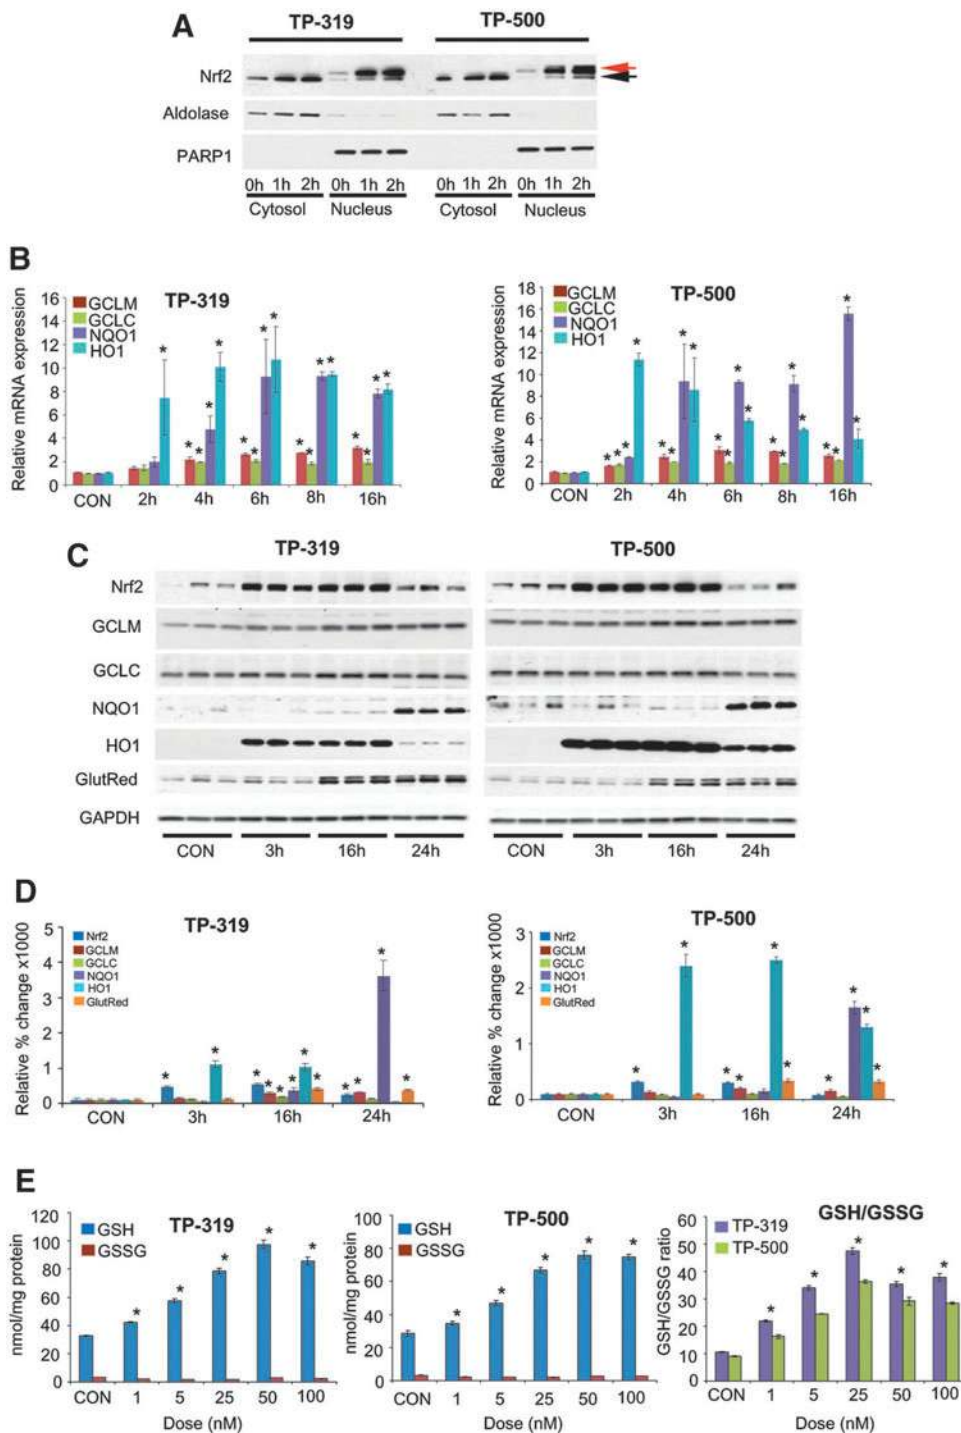 A
TP-319
TP-500
Nrf2
Aldolase
PARP1
0h 1h 2h 0h 1h 2h 0h 1h 2h 0h 1h 2h
Cytosol Nucleus Cytosol Nucleus
B
TP-319
Relative mRNA expression
16
14
12
10
8
6
4
2
0
GCLM
GCLC
NQO1
HO1
* * * * * * * * * * * * * * * * *
CON 2h 4h 6h 8h 16h
TP-500
Relative mRNA expression
18
16
14
12
10
8
6
4
2
0
GCLM
GCLC
NQO1
HO1
* * * * * * * * * * * * * * * * * * * *
CON 2h 4h 6h 8h 16h
C
TP-319
TP-500
Nrf2
GCLM
GCLC
NQO1
HO1
GlutRed
GAPDH
CON 3h 16h 24h
CON 3h 16h 24h
D
TP-319
Relative % change x1000
5
4
3
2
1
0
Nrf2
GCLM
GCLC
NQO1
HO1
GlutRed
* * * * * * * * * * * *
CON 3h 16h 24h
TP-500
Relative % change x1000
3
2
1
0
Nrf2
GCLM
GCLC
NQO1
HO1
GlutRed
* * * * * * * * * *
CON 3h 16h 24h
E
TP-319
nmol/mg protein
120
100
80
60
40
20
0
GSH
GSSG
* * * * *
CON 1 5 25 50 100
Dose (nM)
TP-500
nmol/mg protein
100
80
60
40
20
0
GSH
GSSG
* * * * *
CON 1 5 25 50 100
Dose (nM)
GSH/GSSG
GSH/GSSG ratio
60
50
40
30
20
10
0
TP-319
TP-500
* * * * *
CON 1 5 25 50 100
Dose (nM)